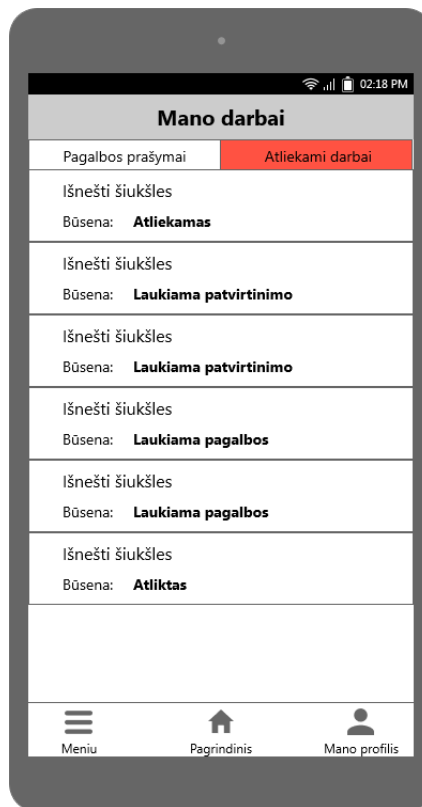 02:18 PM
Mano darbai
Pagalbos prašymai Atliekami darbai
Išnešti šiukšles
Būsena: Atliekamas
Išnešti šiukšles
Būsena: Laukiama patvirtinimo
Išnešti šiukšles
Būsena: Laukiama patvirtinimo
Išnešti šiukšles
Būsena: Laukiama pagalbos
Išnešti šiukšles
Būsena: Laukiama pagalbos
Išnešti šiukšles
Būsena: Atliktas
Meniu Pagrindinis Mano profilis